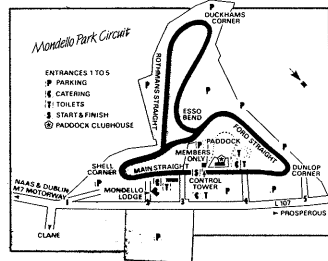 DUCKHAMS
CORNER
Mondello Park Circuit
ENTRANCES 1 TO 5
P PARKING
CATERING
T TOILETS
S START & FINISH
PADDOCK CLUBHOUSE
ROTHMANS STRAIGHT
ESSO
BEND
FORD STRAIGHT
PADDOCK
MEMBERS
ONLY
SHELL
CORNER
MAIN STRAIGHT
DUNLOP
CORNER
CONTROL
TOWER
MONDELLO
LODGE
NAAS & DUBLIN
M7 MOTORWAY
L 107
PROSPEROUS
CLANE